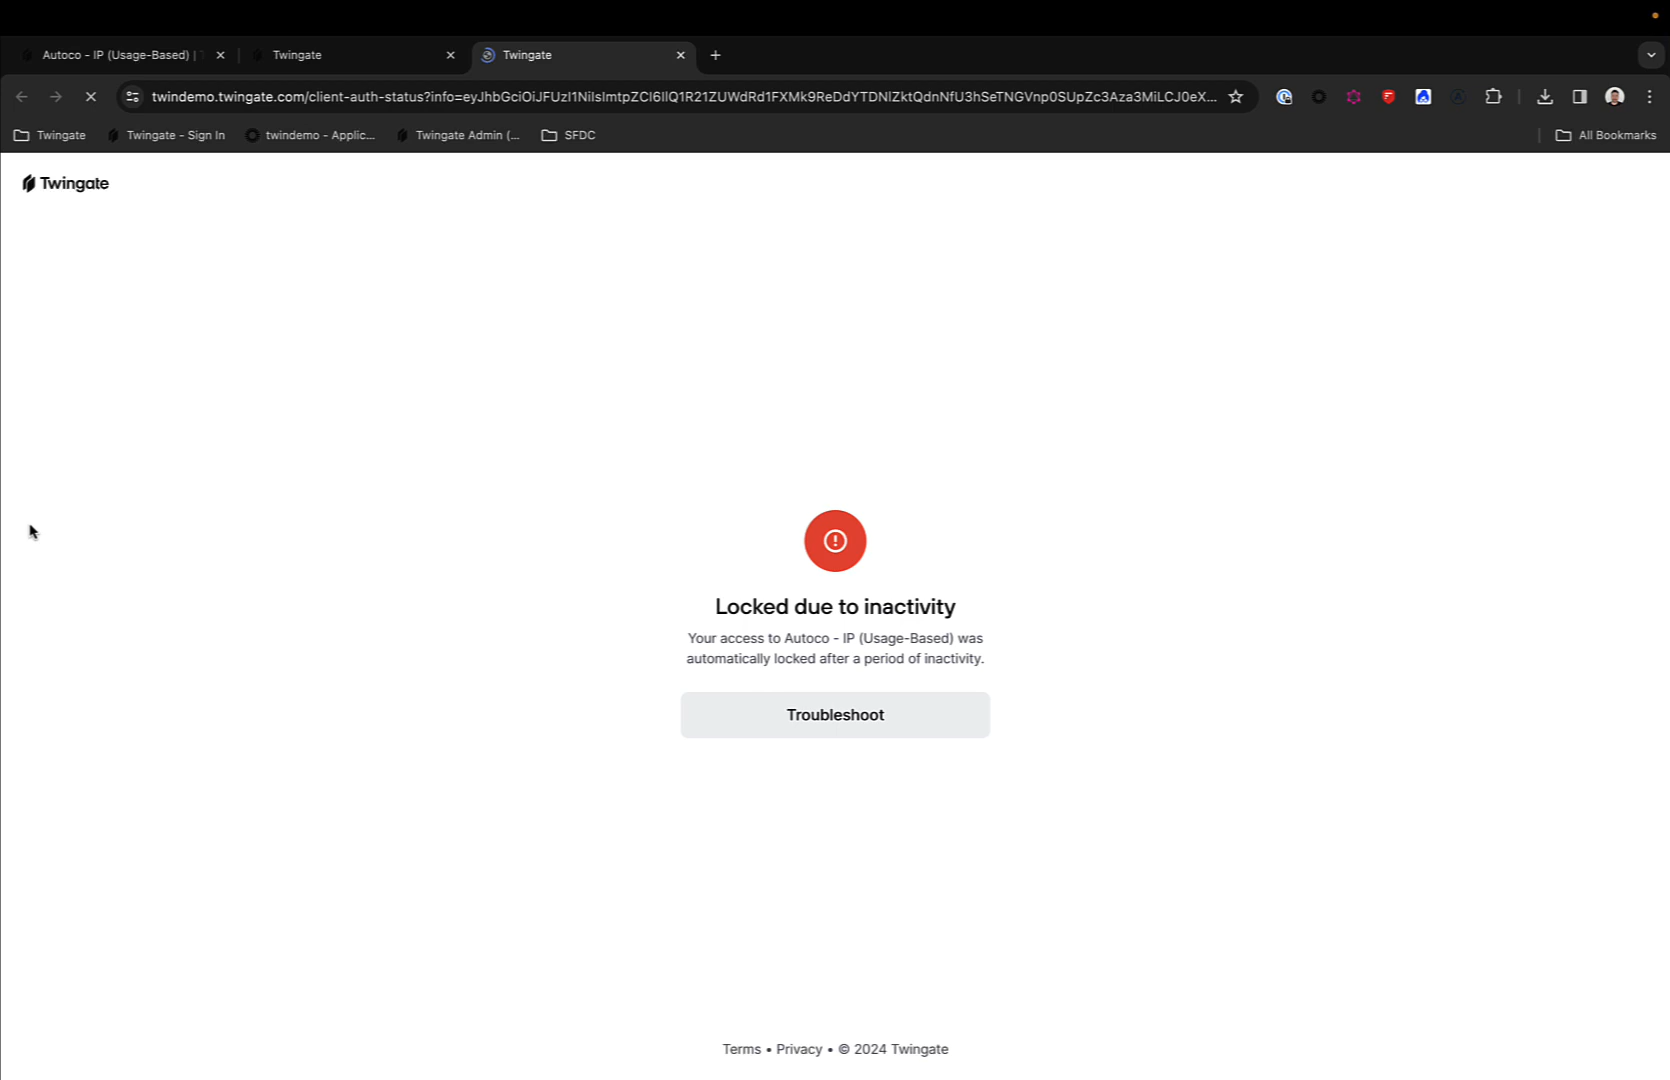 Autoco - IP (Usage-Based) |
Twingate
Twingate
twindemo.twingate.com/client-auth-status?info=eyJhbGciOiJFUzI1NiIsImtpZCI6IlQ1R21ZUWdRd1FXMk9ReDdYTDNlZktQdnNfU3hSeTNGVnp0SUpZc3Aza3MiLCJ0eX...
Twingate
Twingate - Sign In
twindemo - Applic...
Twingate Admin (...
SFDC
All Bookmarks
Twingate
Locked due to inactivity
Your access to Autoco - IP (Usage-Based) was
automatically locked after a period of inactivity.
Troubleshoot
Terms • Privacy • © 2024 Twingate